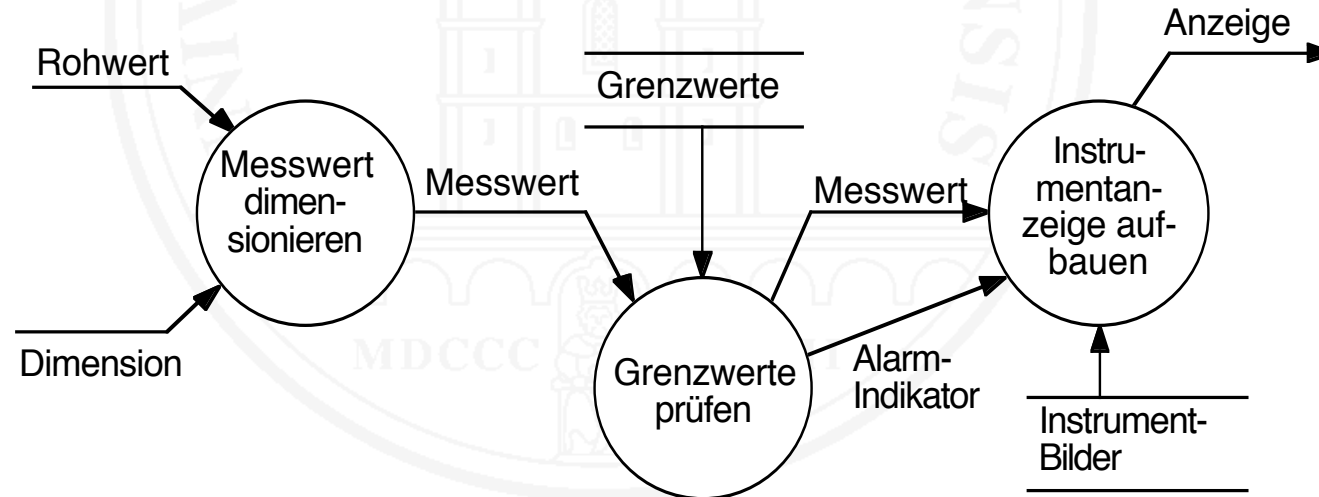 Anzeige
Rohwert
Grenzwerte
Messwert
dimen-
sionieren
Messwert
Messwert
Instru-
mentan-
zeige auf-
bauen
Dimension
MDCCC
Grenzwerte
prüfen
Alarm-
Indikator
Instrument-
Bilder